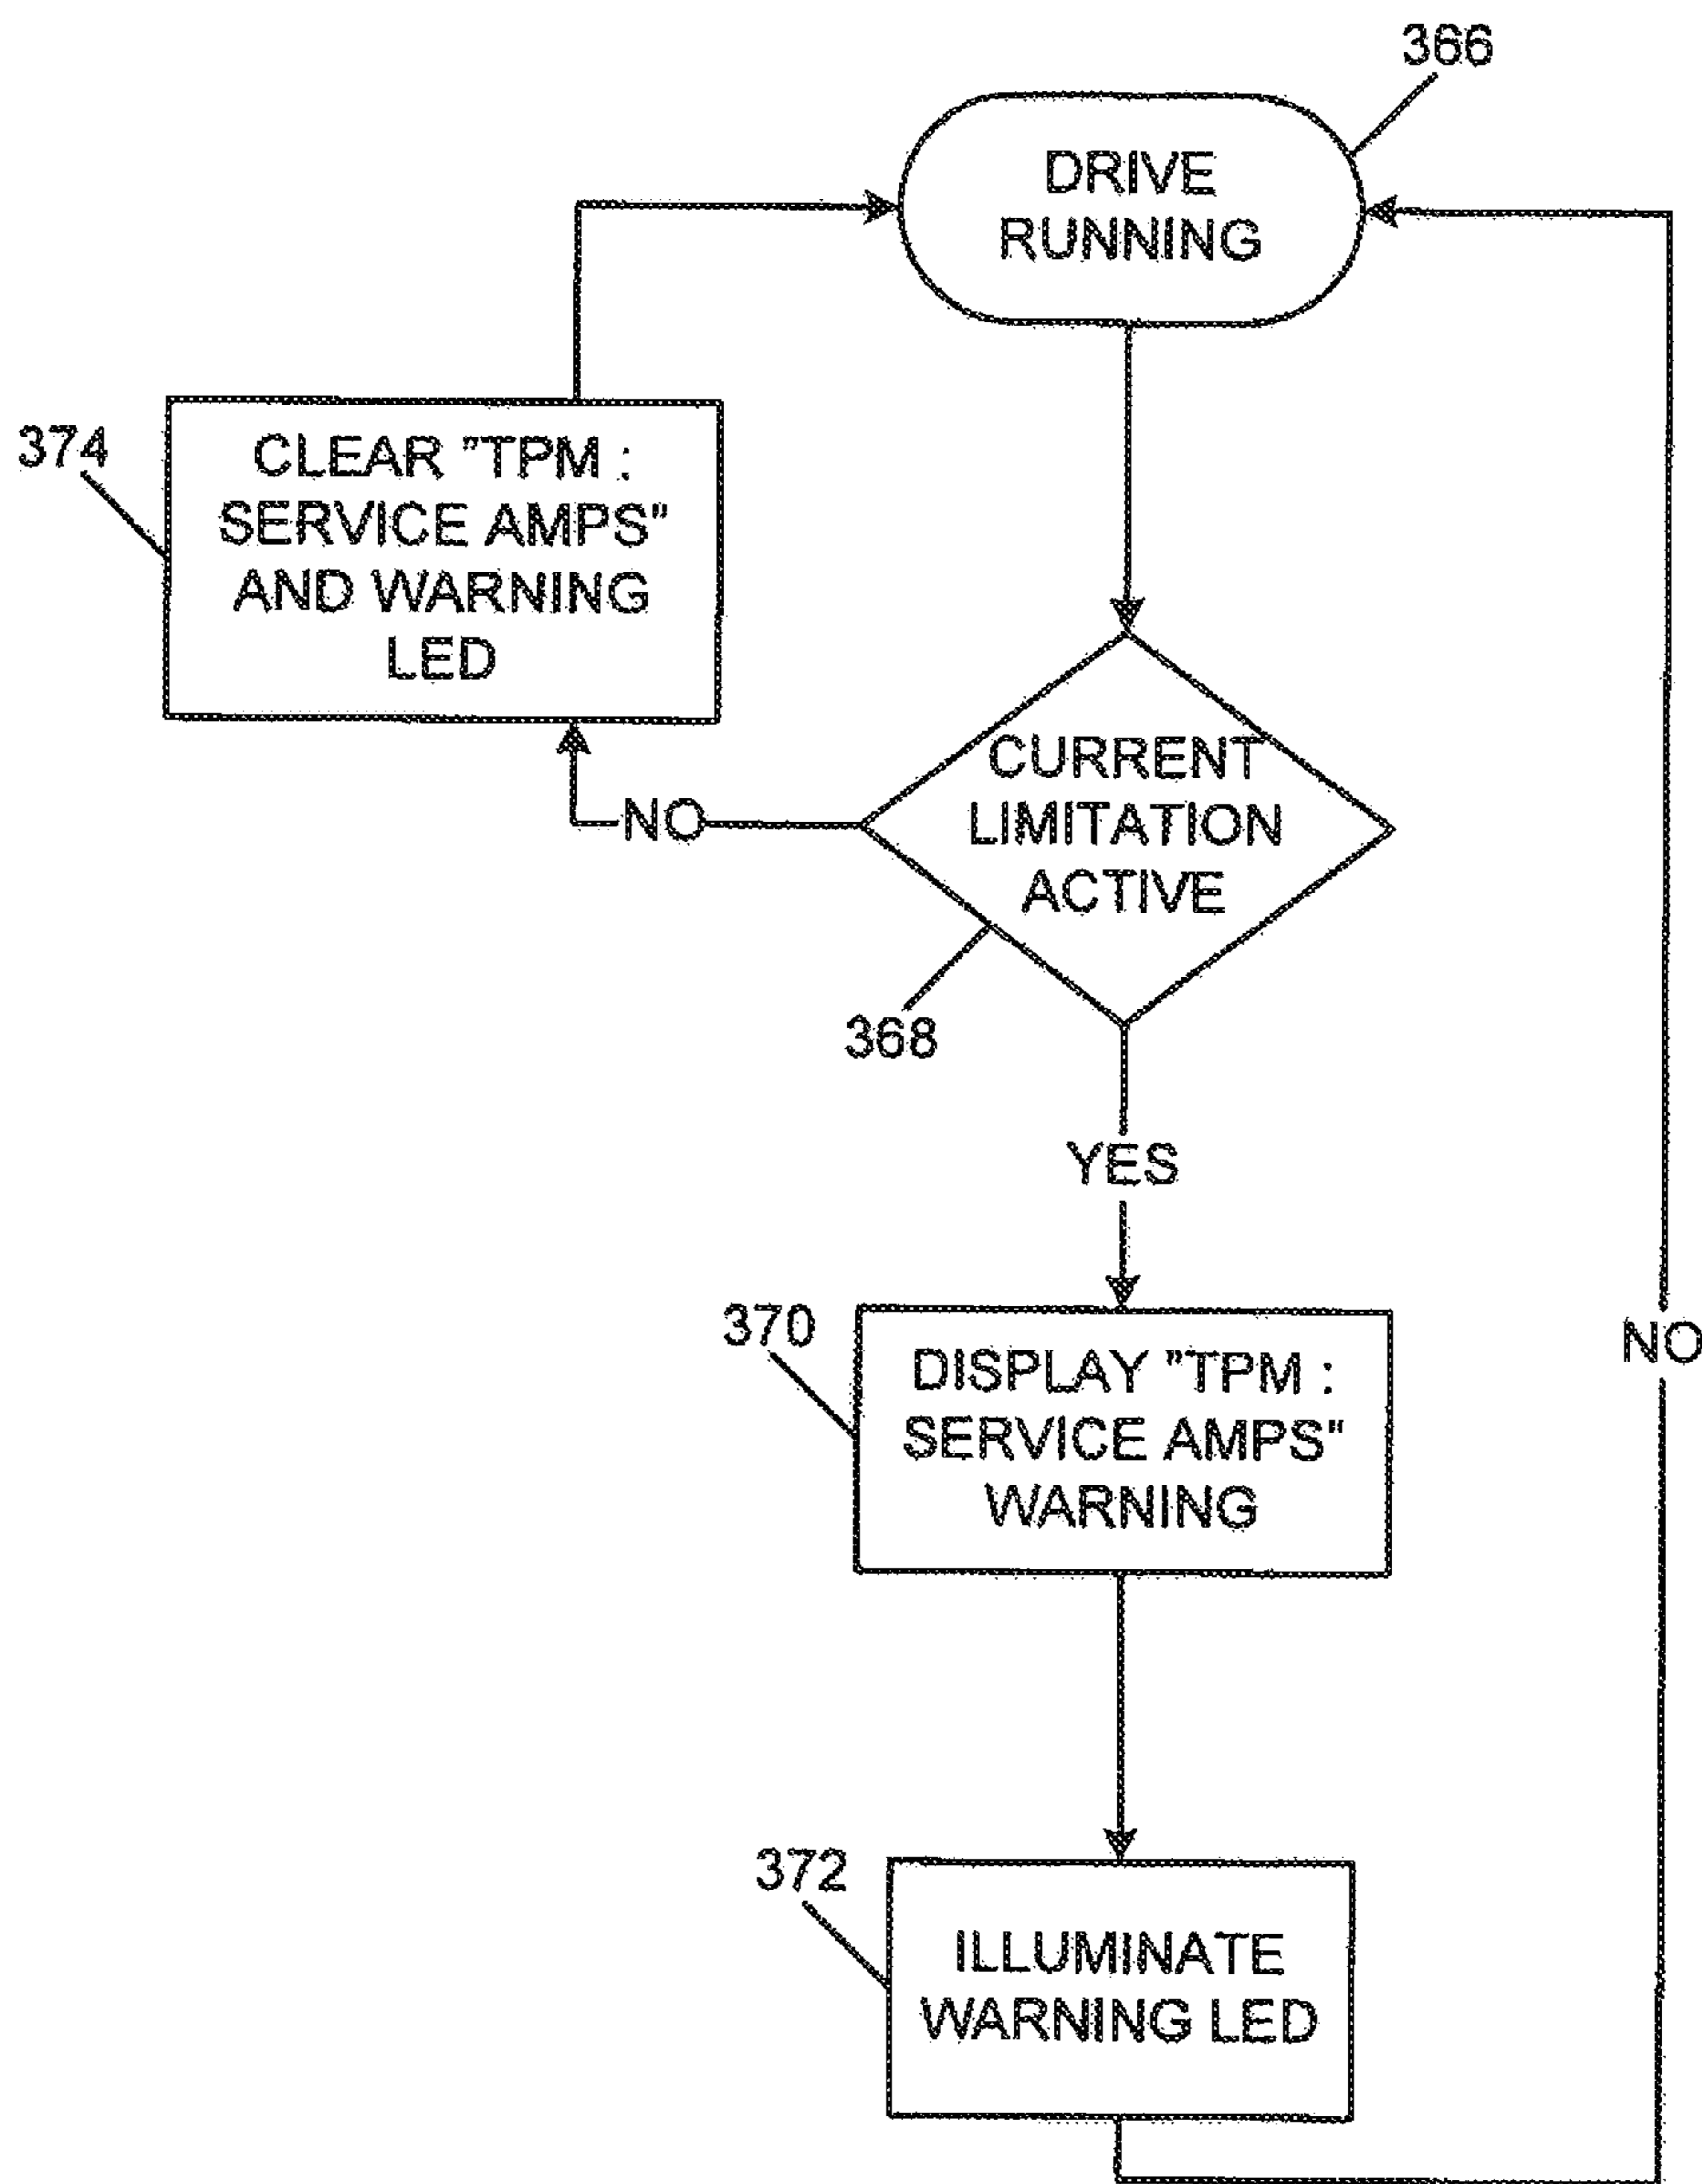 366
DRIVE
RUNNING
374
CLEAR "TPM :
SERVICE AMPS"
AND WARNING
LED
CURRENT
LIMITATION
ACTIVE
NO
368
YES
370
DISPLAY "TPM :
SERVICE AMPS"
WARNING
NO
372
ILLUMINATE
WARNING LED